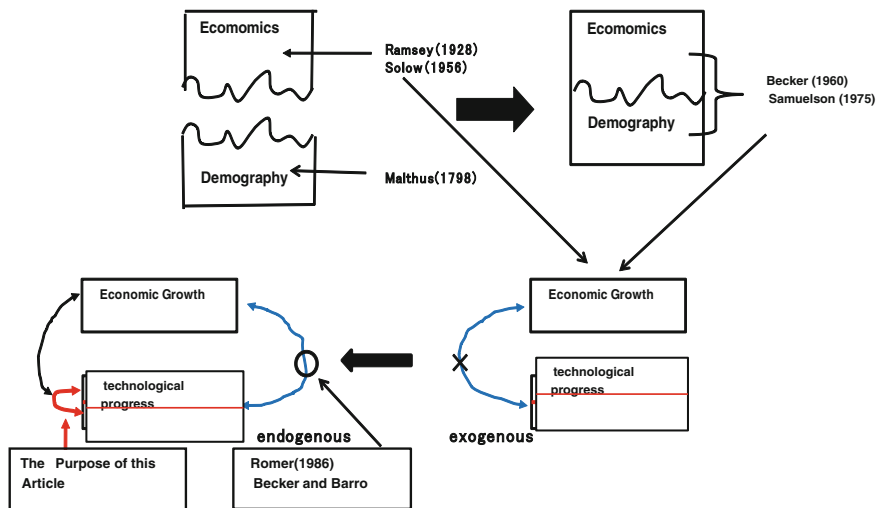 Ecomomics
Ramsey(1928)
Solow(1956)
Demography
Malthus(1798)
Ecomomics
Demography
Becker (1960)
Samuelson (1975)
Economic Growth
technological
progress
endogenous
The Purpose of this
Article
Romer(1986)
Becker and Barro
Economic Growth
technological
progress
exogenous